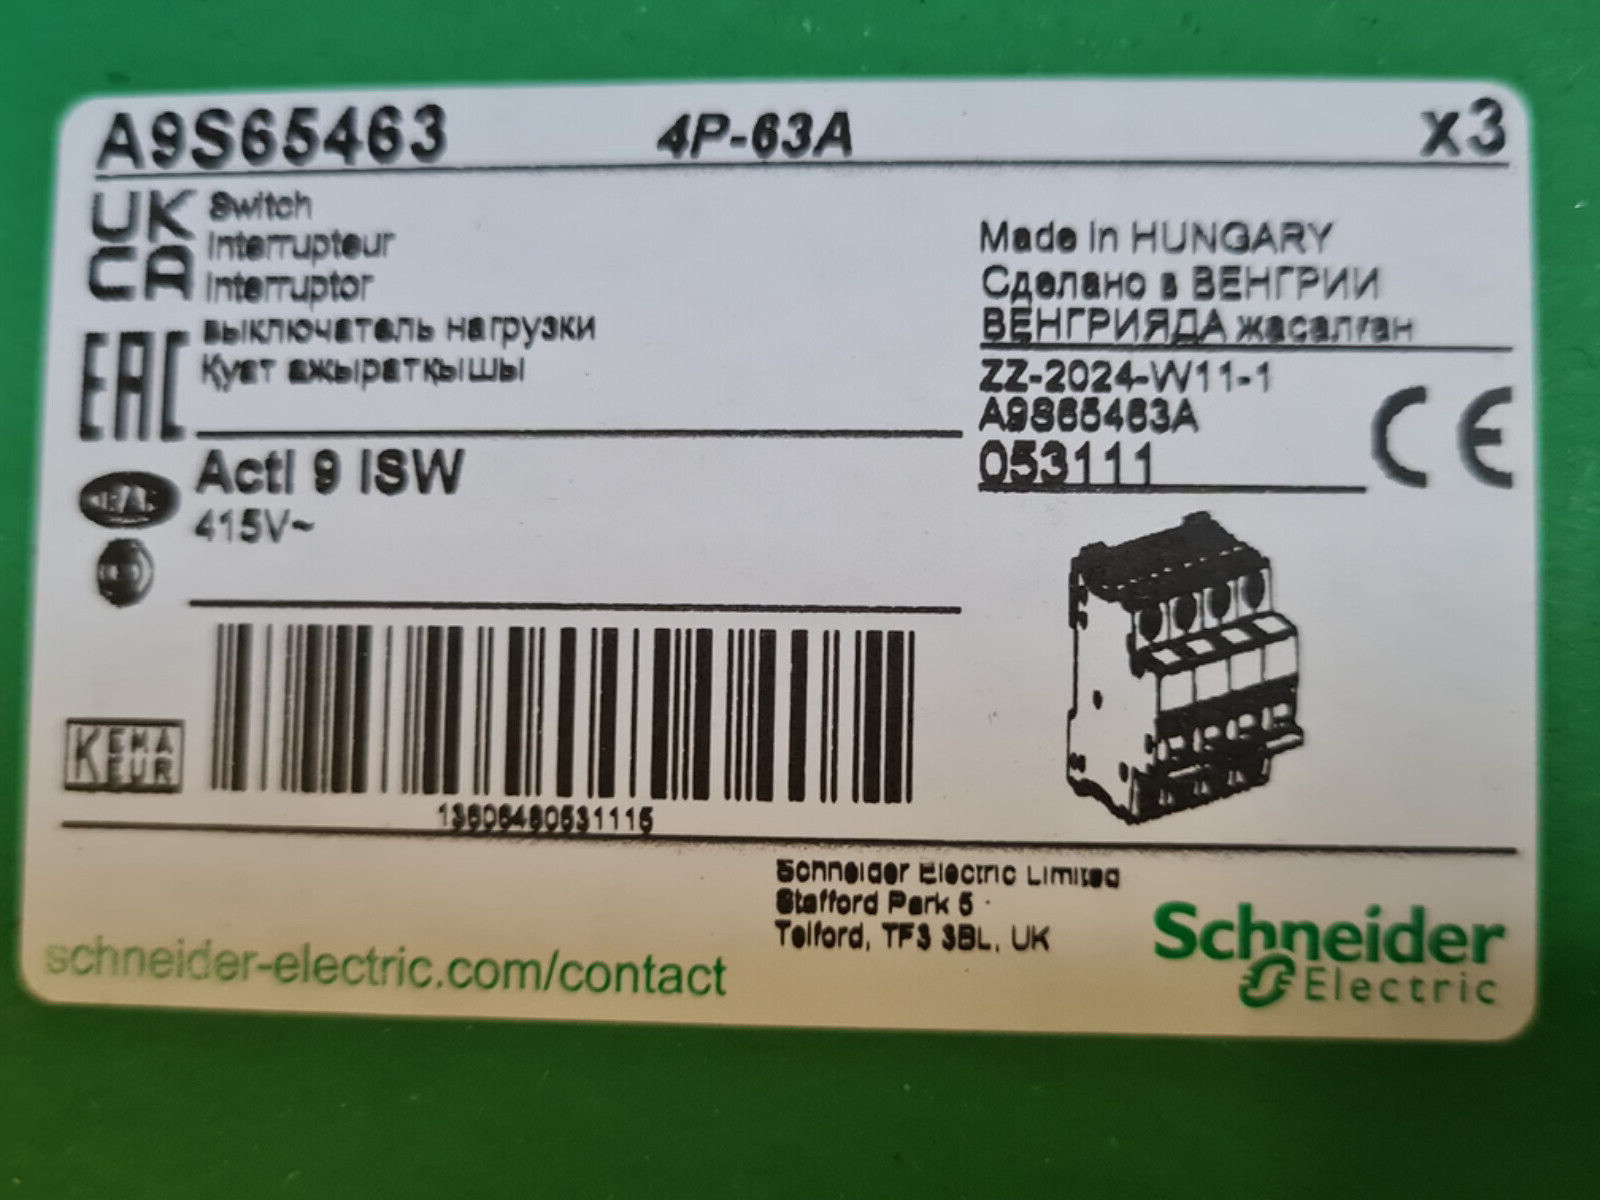 A9S65463 4P-63A x3
UK
CA
Switch
Interrupteur
Interruptor
выключатель нагрузки
Қуат ажыратқышы
EAC
Made in HUNGARY
Сделано в ВЕНГРИИ
ВЕНГРИЯДА жасалған
ZZ-2024-W11-1
A9S65463A
053111
CE
Acti 9 ISW
415V~
KEMA
EUR
13606480531115
Schneider Electric Limited
Stafford Park 5
Telford, TF3 3BL, UK
schneider-electric.com/contact
Schneider
Electric